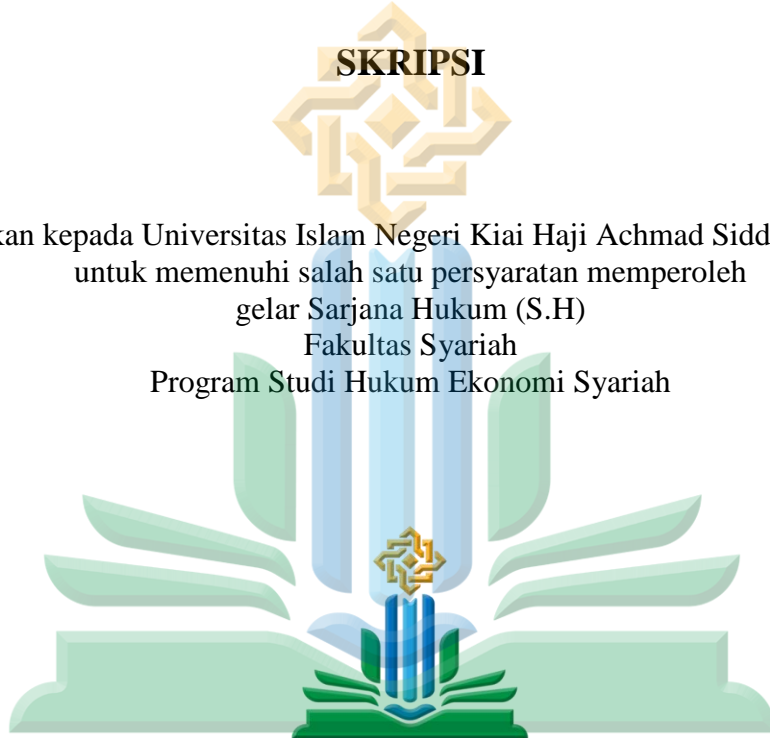 SKRIPSI
kepada Universitas Islam Negeri Kiai Haji Achmad
untuk memenuhi salah satu persyaratan memperoleh
gelar Sarjana Hukum (S.H)
Fakultas Syariah
Program Studi Hukum Ekonomi Syariah